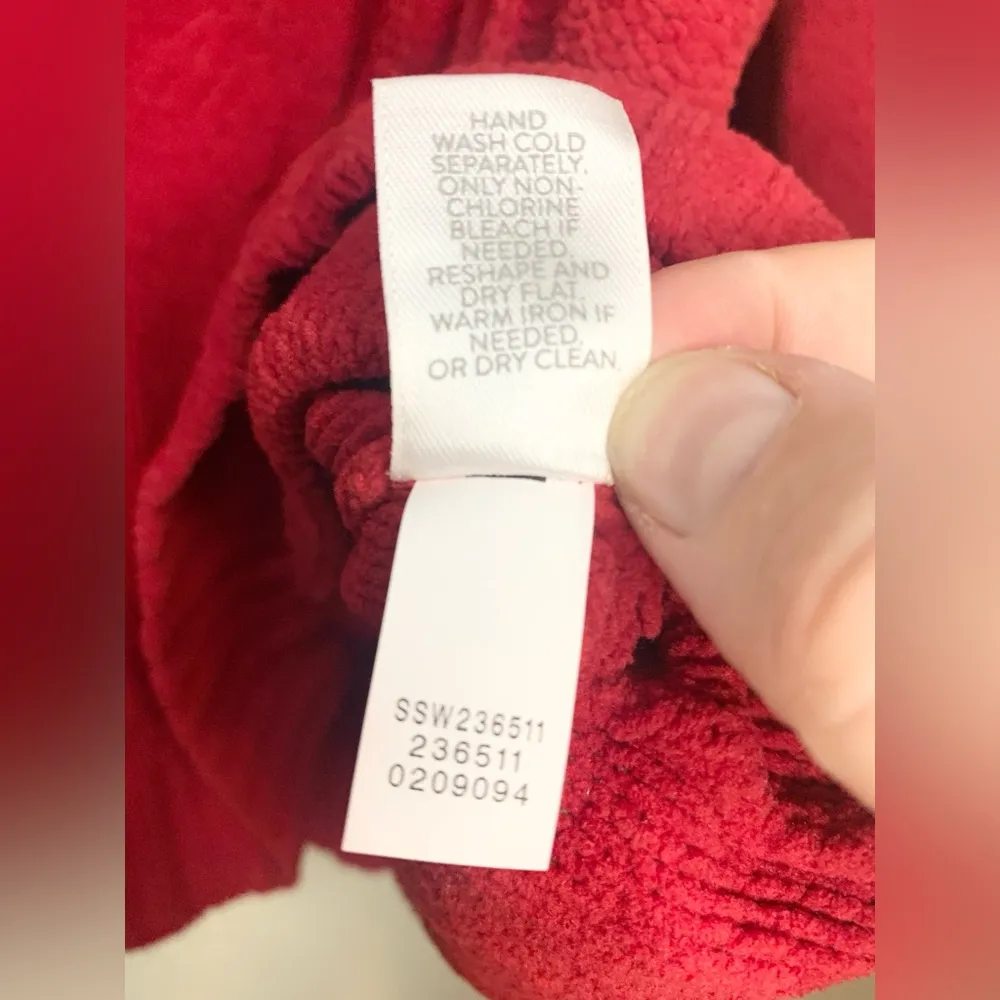 HAND
WASH COLD
SEPARATELY.
ONLY NON-
CHLORINE
BLEACH IF
NEEDED.
RESHAPE AND
DRY FLAT.
WARM IRON IF
NEEDED.
OR DRY CLEAN
SSW236511
236511
0209094